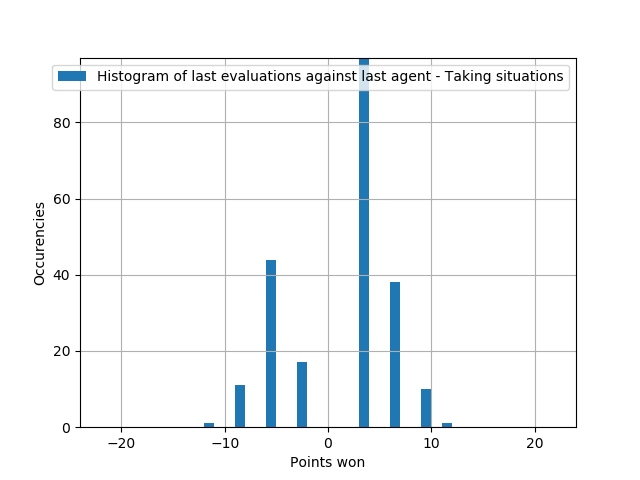 Histogram of last evaluations against last agent - Taking situations
80
60
40
20
0
Occurencies
−20 −10 0 10 20
Points won